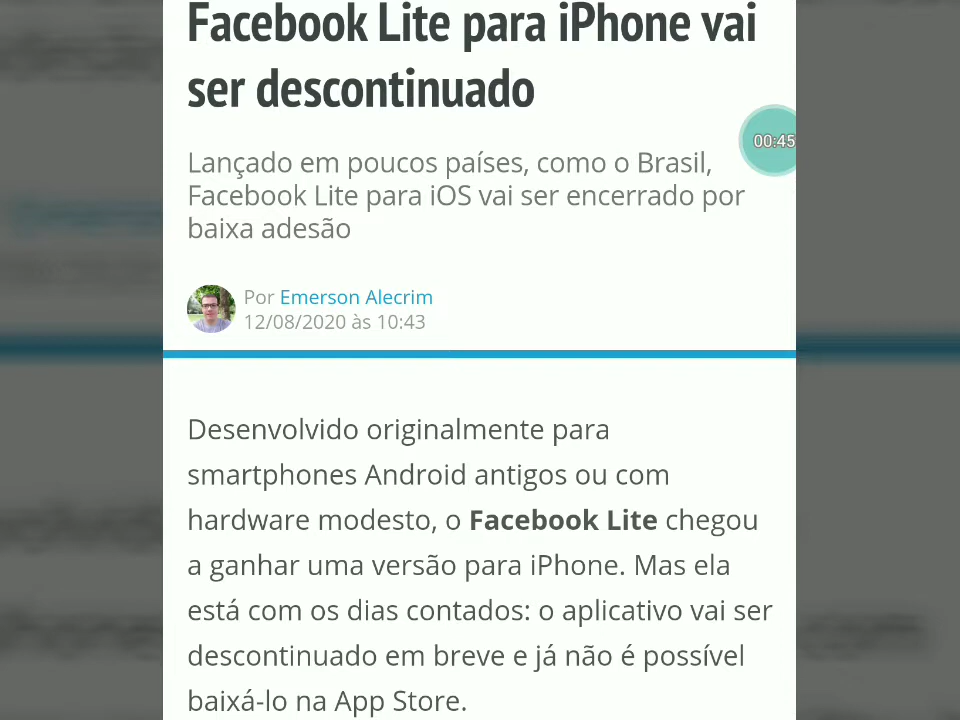 Facebook Lite para iPhone vai
ser descontinuado
00:45
Lançado em poucos países, como o Brasil,
Facebook Lite para iOS vai ser encerrado por
baixa adesão
Por Emerson Alecrim
12/08/2020 às 10:43
Desenvolvido originalmente para
smartphones Android antigos ou com
hardware modesto, o Facebook Lite chegou
a ganhar uma versão para iPhone. Mas ela
está com os dias contados: o aplicativo vai ser
descontinuado em breve e já não é possível
baixá-lo na App Store.